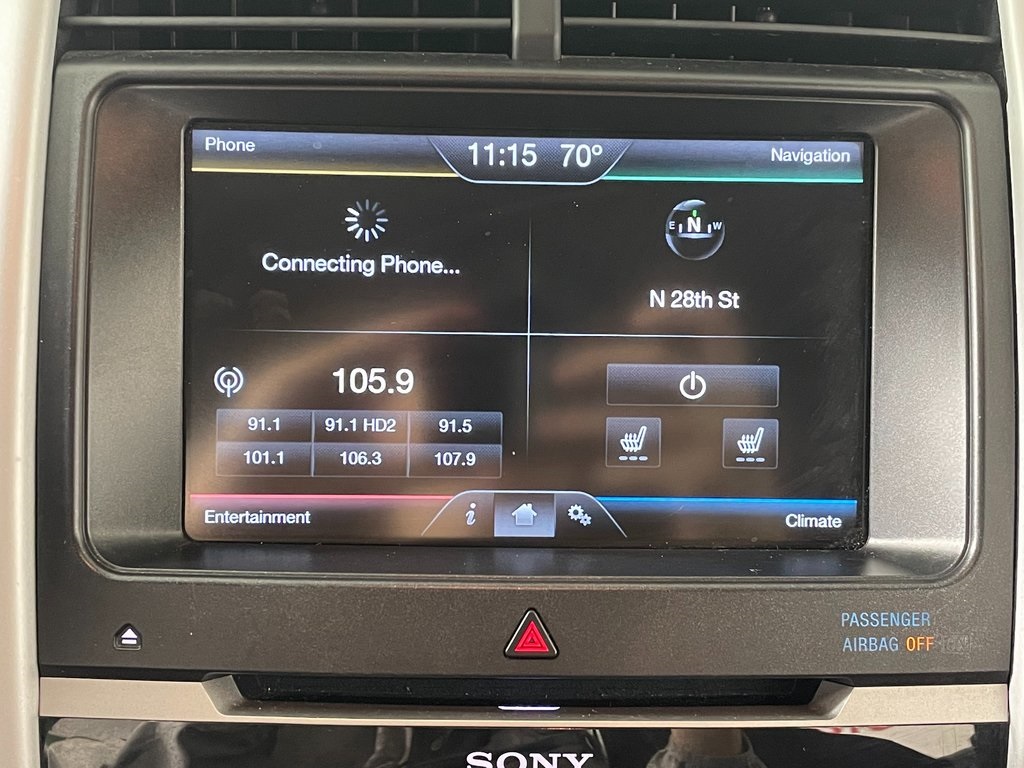 Phone
11:15 70°
Navigation
Connecting Phone...
E N W
N 28th St
105.9
91.1 91.1 HD2 91.5
101.1 106.3 107.9
Entertainment
i
Climate
PASSENGER
AIRBAG OFF
SONY